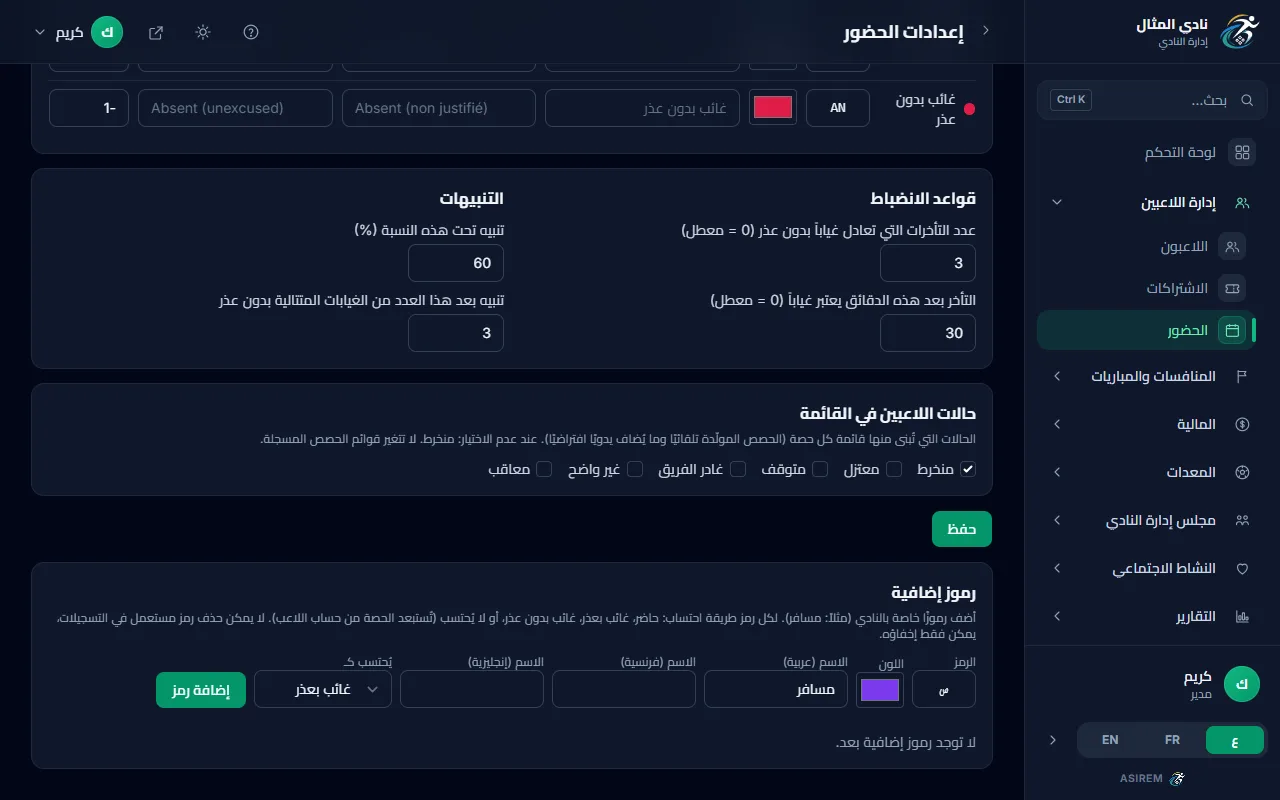 نادي المثال
إدارة النادي
بحث...
Ctrl K
لوحة التحكم
إدارة اللاعبين
اللاعبون
الاشتراكات
الحضور
المنافسات والمباريات
المالية
المعدات
مجلس إدارة النادي
النشاط الاجتماعي
التقارير
ك
كريم
مدير
ع
FR
EN
ASIREM
إعدادات الحضور
ك
كريم
غائب بدون عذر
AN
غائب بدون عذر
Absent (non justifié)
Absent (unexcused)
-1
قواعد الانضباط
عدد التأخرات التي تعادل غياباً بدون عذر (0 = معطل)
3
التأخر بعد هذه الدقائق يعتبر غياباً (0 = معطل)
30
التنبيهات
تنبيه تحت هذه النسبة (%)
60
تنبيه بعد هذا العدد من الغيابات المتتالية بدون عذر
3
حالات اللاعبين في القائمة
الحالات التي تُبنى منها قائمة كل حصة (الحصص المولّدة تلقائيًا وما يُضاف يدويًا افتراضيًا). عند عدم الاختيار: منخرط. لا تتغير قوائم الحصص المسجلة.
منخرط
معتزل
متوقف
غادر الفريق
غير واضح
معاقب
حفظ
رموز إضافية
أضف رموزًا خاصة بالنادي (مثلاً: مسافر). لكل رمز طريقة احتساب: حاضر، غائب بعذر، غائب بدون عذر، أو لا يُحتسب (تُستبعد الحصة من حساب اللاعب). لا يمكن حذف رمز مستعمل في التسجيلات،
يمكن فقط إخفاؤه.
الرمز
اللون
الاسم (عربية)
الاسم (فرنسية)
الاسم (إنجليزية)
يُحتسب كـ
ص
مسافر
غائب بعذر
إضافة رمز
لا توجد رموز إضافية بعد.